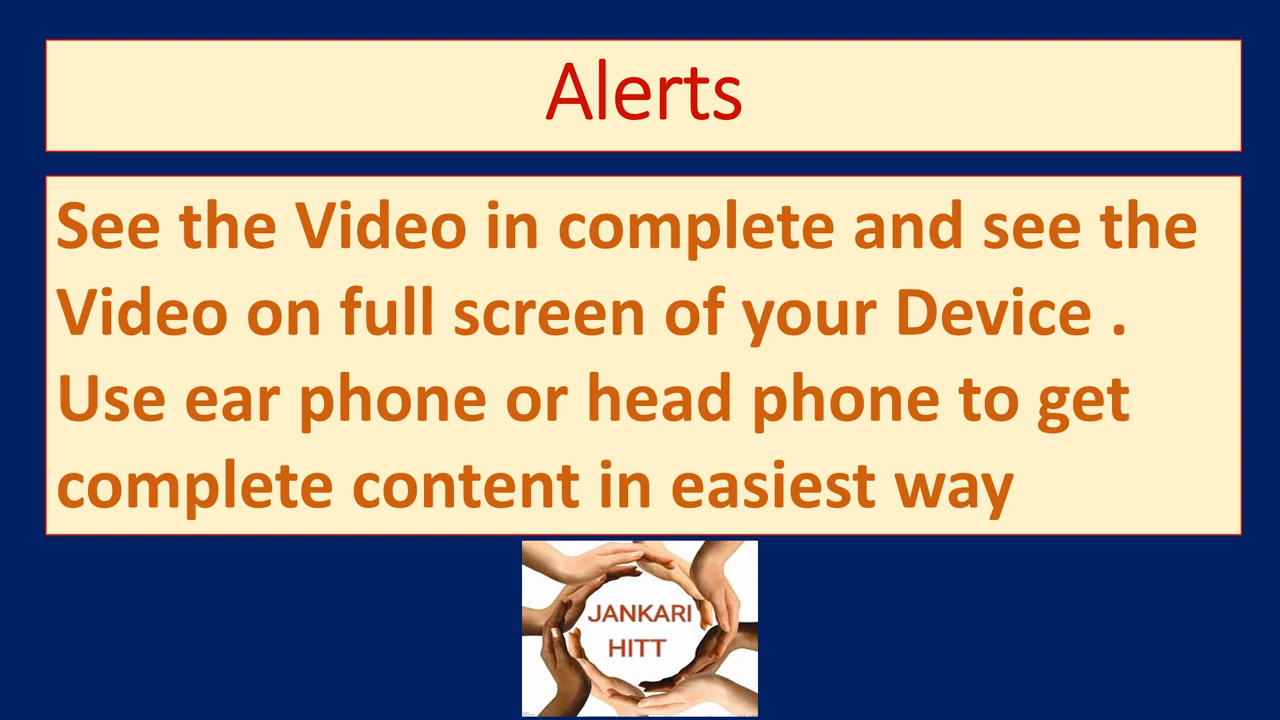 Alerts
See the Video in complete and see the
Video on full screen of your Device .
Use ear phone or head phone to get
complete content in easiest way
JANKARI
HITT